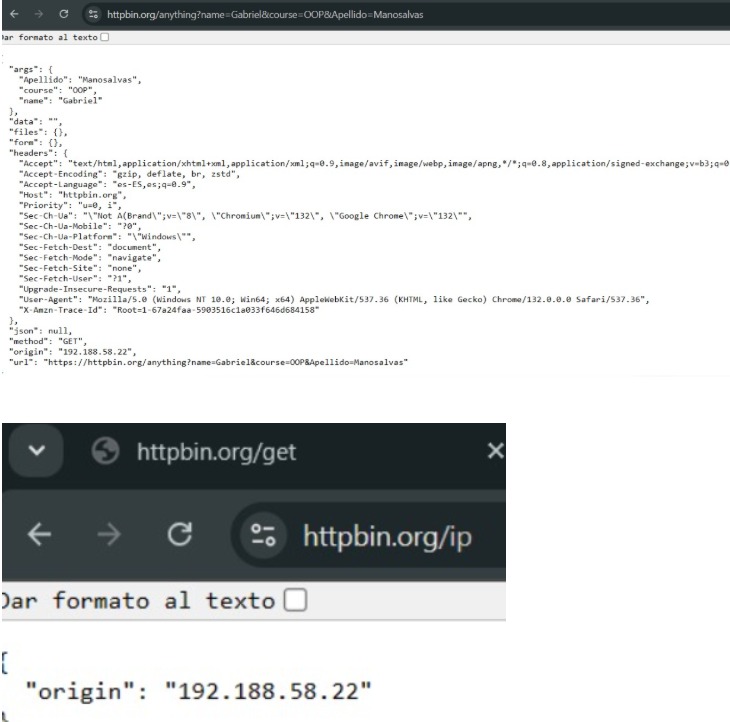 httpbin.org/anything?name=Gabriel&course=OOP&Apellido=Manosalvas
Dar formato al texto
"args": {
"Apellido": "Manosalvas",
"course": "OOP",
"name": "Gabriel"
},
"data": "",
"files": {},
"form": {},
"headers": {
"Accept": "text/html,application/xhtml+xml,application/xml;q=0.9,image/avif,image/webp,image/apng,*/*;q=0.8,application/signed-exchange;v=b3;q=0
"Accept-Encoding": "gzip, deflate, br, zstd",
"Accept-Language": "es-ES,es;q=0.9",
"Host": "httpbin.org",
"Priority": "u=0, i",
"Sec-Ch-Ua": "\"Not A(Brand\";v=\"8\", \"Chromium\";v=\"132\", \"Google Chrome\";v=\"132\"",
"Sec-Ch-Ua-Mobile": "?0",
"Sec-Ch-Ua-Platform": "\"Windows\"",
"Sec-Fetch-Dest": "document",
"Sec-Fetch-Mode": "navigate",
"Sec-Fetch-Site": "none",
"Sec-Fetch-User": "?1",
"Upgrade-Insecure-Requests": "1",
"User-Agent": "Mozilla/5.0 (Windows NT 10.0; Win64; x64) AppleWebKit/537.36 (KHTML, like Gecko) Chrome/132.0.0.0 Safari/537.36",
"X-Amzn-Trace-Id": "Root=1-67a24faa-5903516c1a033f646d684158"
},
"json": null,
"method": "GET",
"origin": "192.188.58.22",
"url": "https://httpbin.org/anything?name=Gabriel&course=OOP&Apellido=Manosalvas"
httpbin.org/get
httpbin.org/ip
Dar formato al texto
{
"origin": "192.188.58.22"